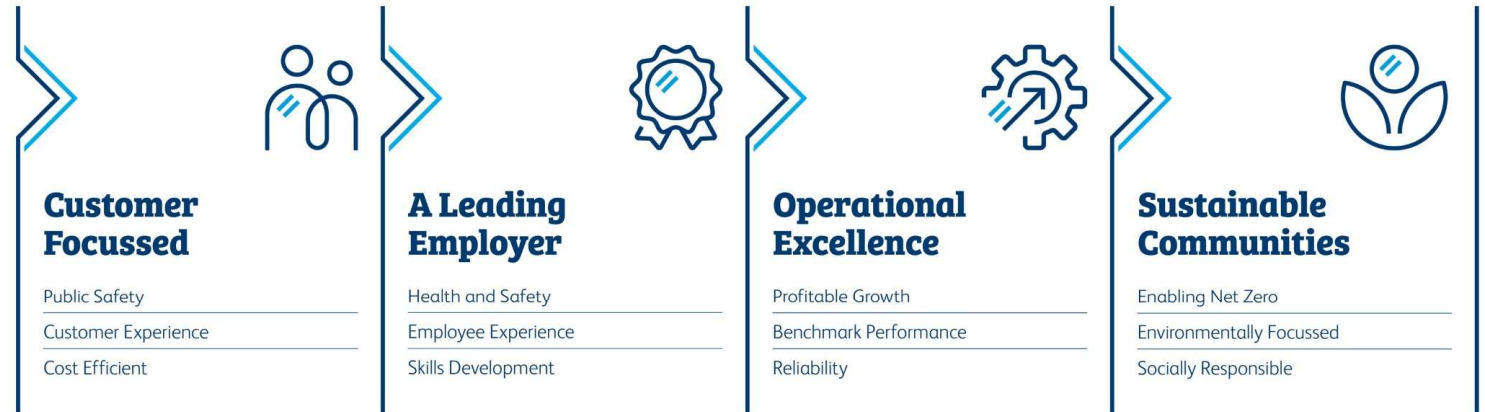 Customer
Focussed
Public Safety
Customer Experience
Cost Efficient
A Leading
Employer
Health and Safety
Employee Experience
Skills Development
Operational
Excellence
Profitable Growth
Benchmark Performance
Reliability
Sustainable
Communities
Enabling Net Zero
Environmentally Focussed
Socially Responsible